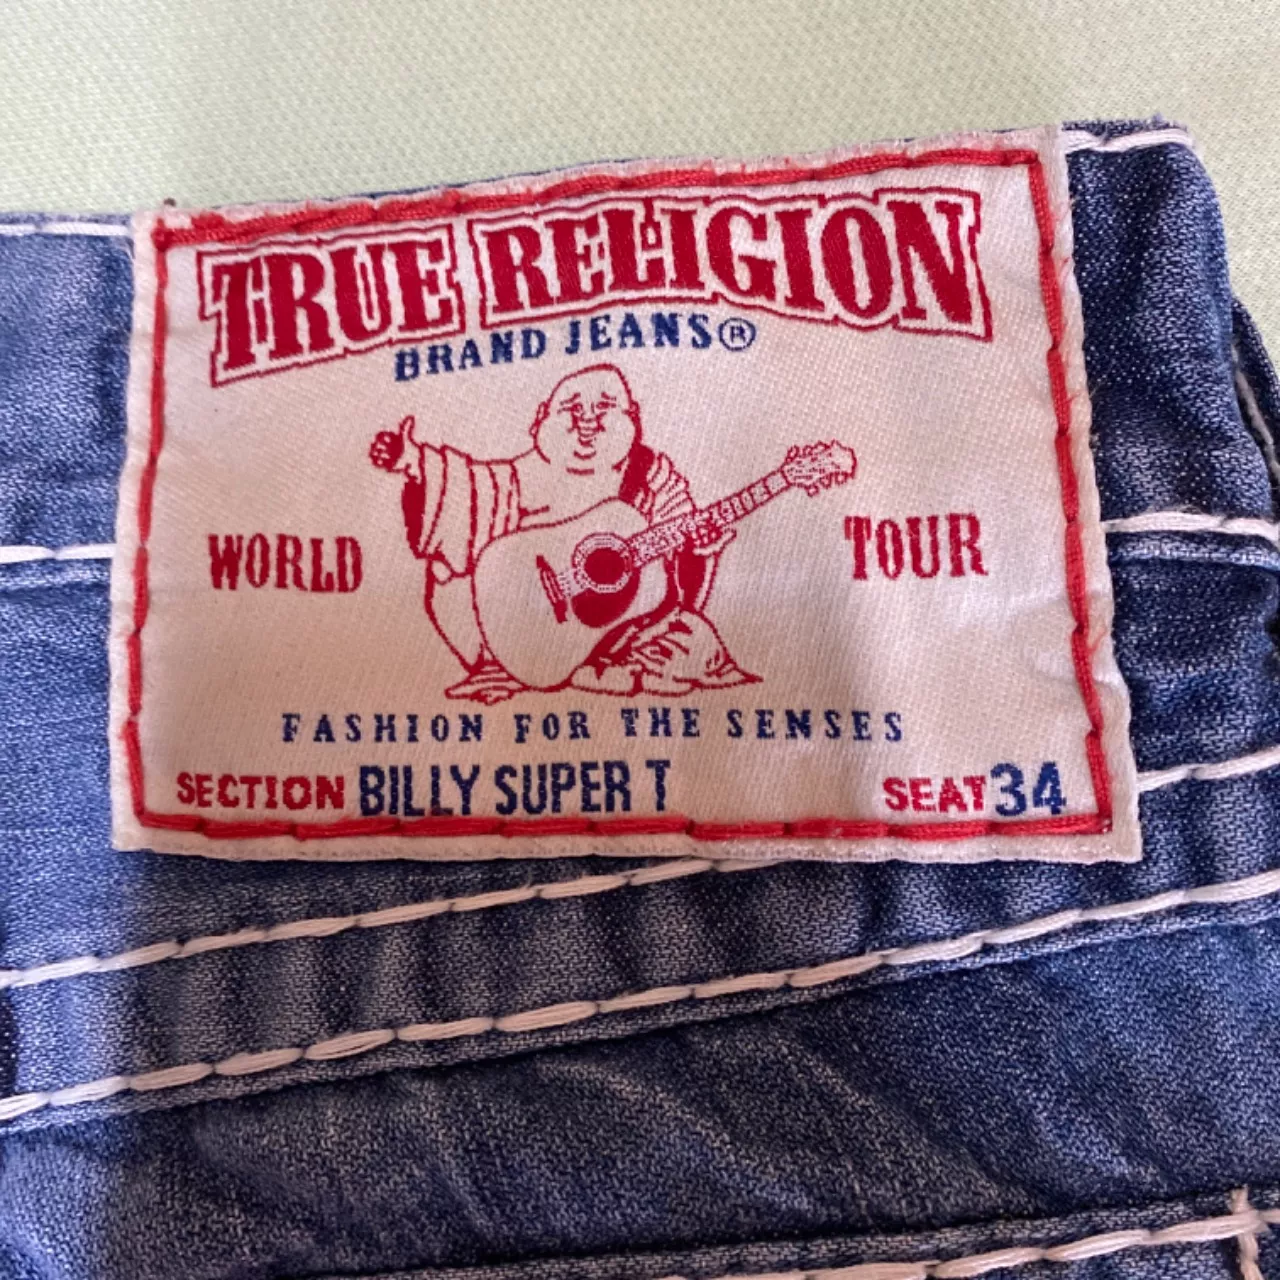 TRUE RELIGION
BRAND JEANS®
WORLD TOUR
FASHION FOR THE SENSES
SECTION BILLY SUPER T SEAT 34